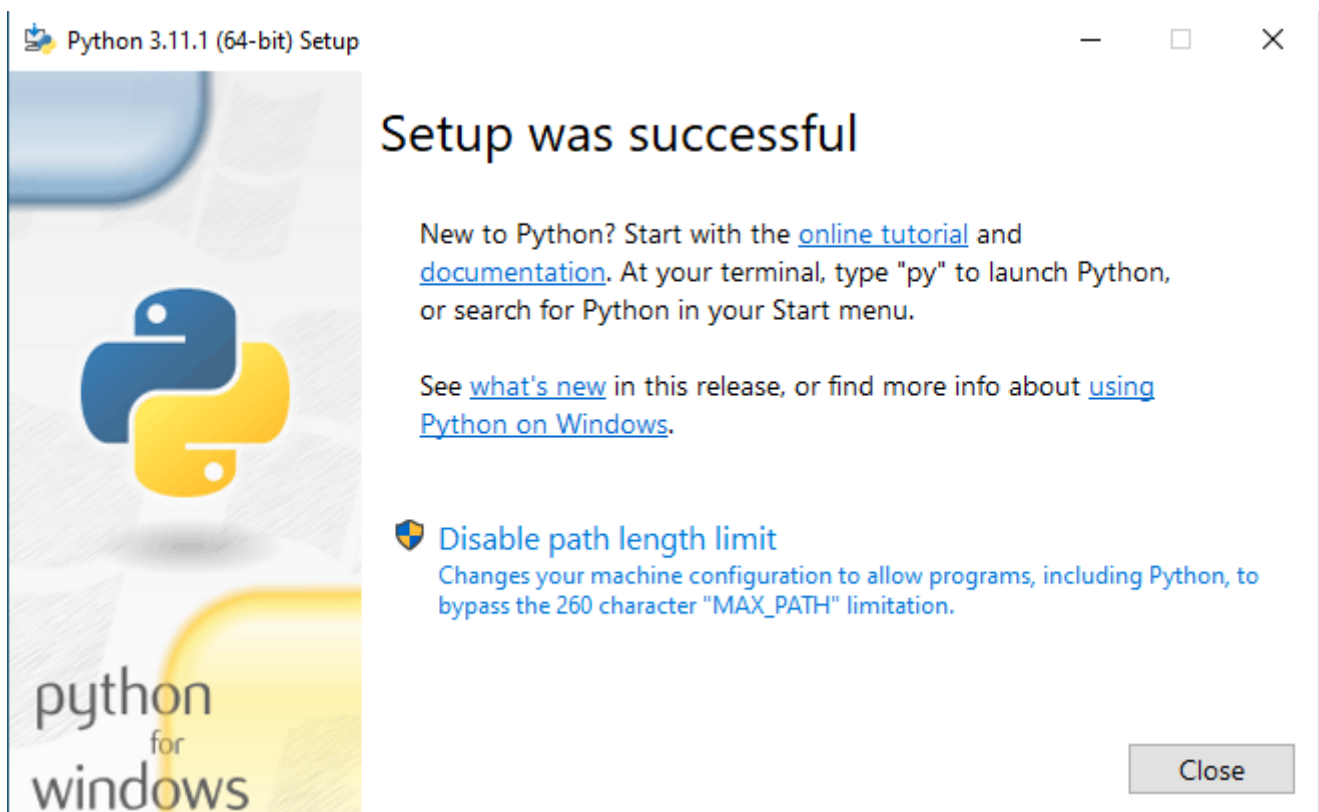 Python 3.11.1 (64-bit) Setup
Setup was successful
New to Python? Start with the online tutorial and
documentation. At your terminal, type "py" to launch Python,
or search for Python in your Start menu.
See what's new in this release, or find more info about using
Python on Windows.
Disable path length limit
Changes your machine configuration to allow programs, including Python, to
bypass the 260 character "MAX_PATH" limitation.
python
for
windows
Close